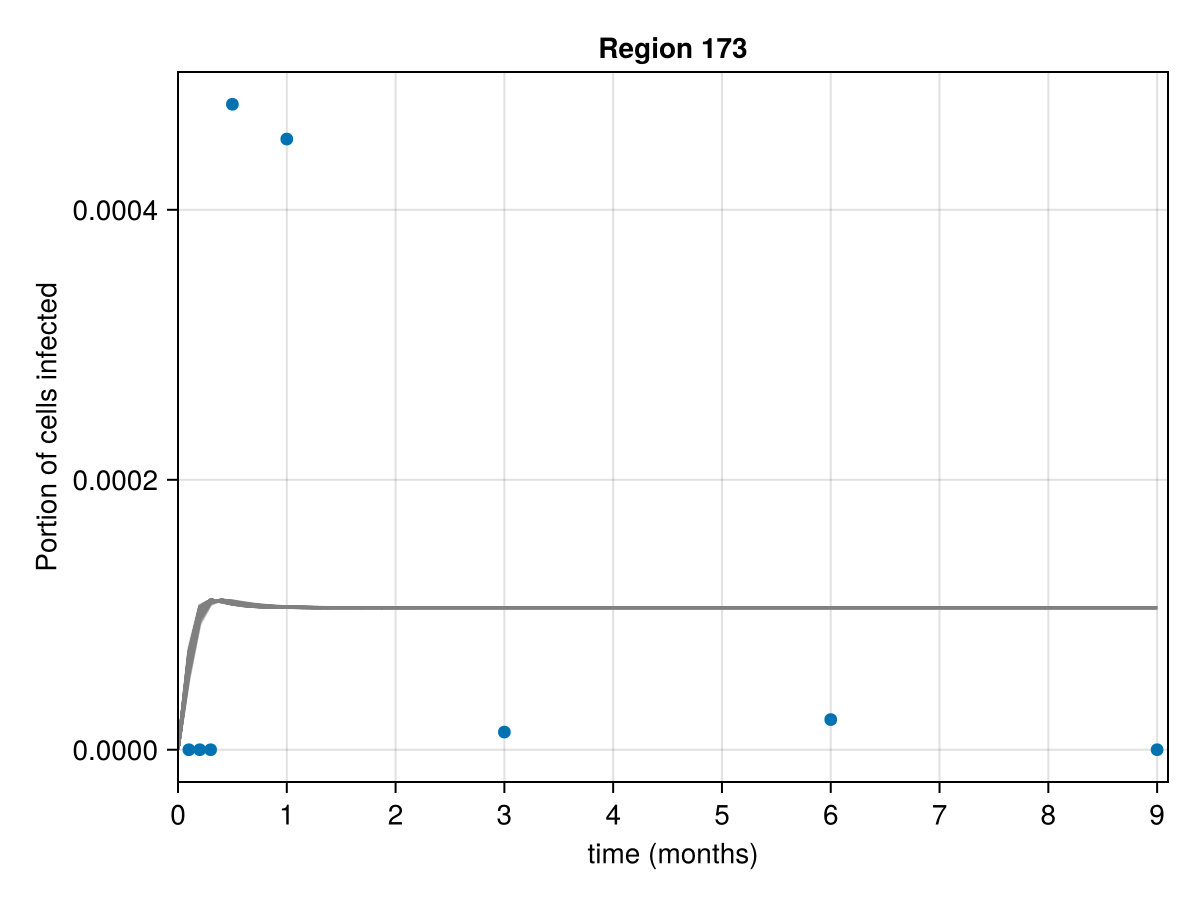 Region 173
Portion of cells infected
0.0004
0.0002
0.0000
0 1 2 3 4 5 6 7 8 9
time (months)